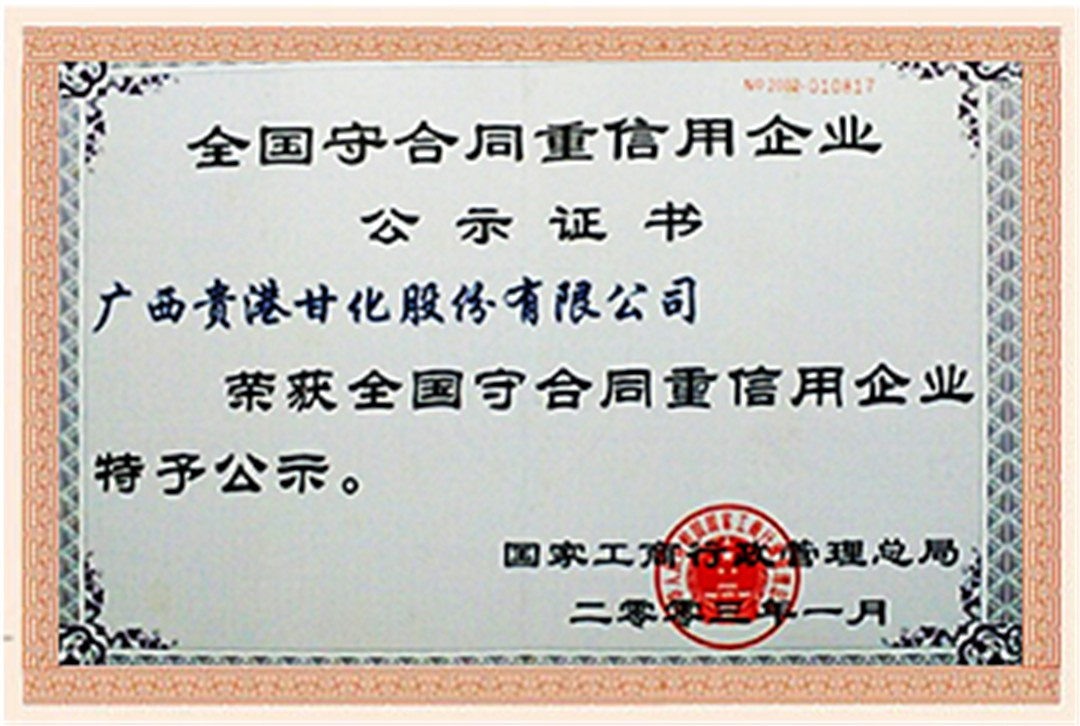 №2002-010817
全国守合同重信用企业
公示证书
广西贵港甘化股份有限公司
荣获全国守合同重信用企业
特予公示。
国家工商行政管理总局
二零零三年一月